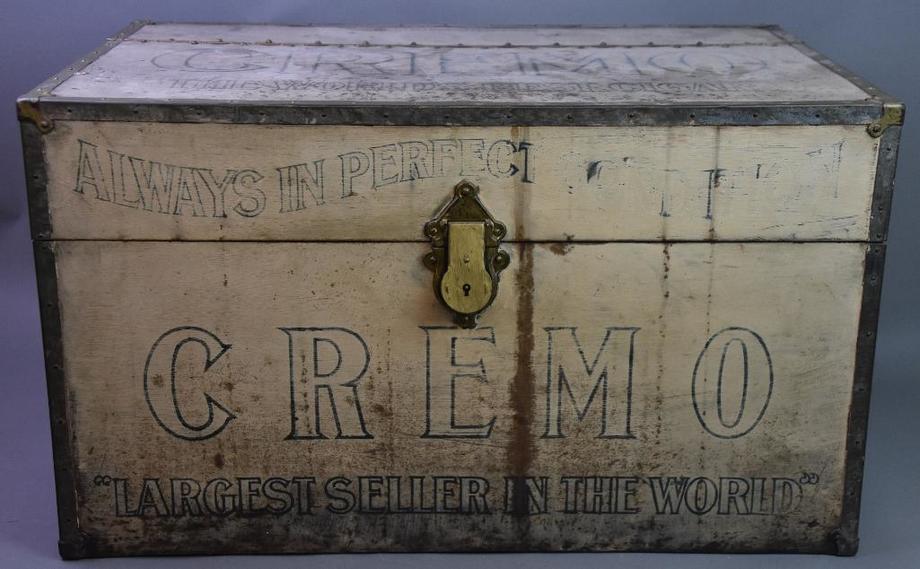 CREMO
ALWAYS IN PERFECT
CREMO
"LARGEST SELLER IN THE WORLD"